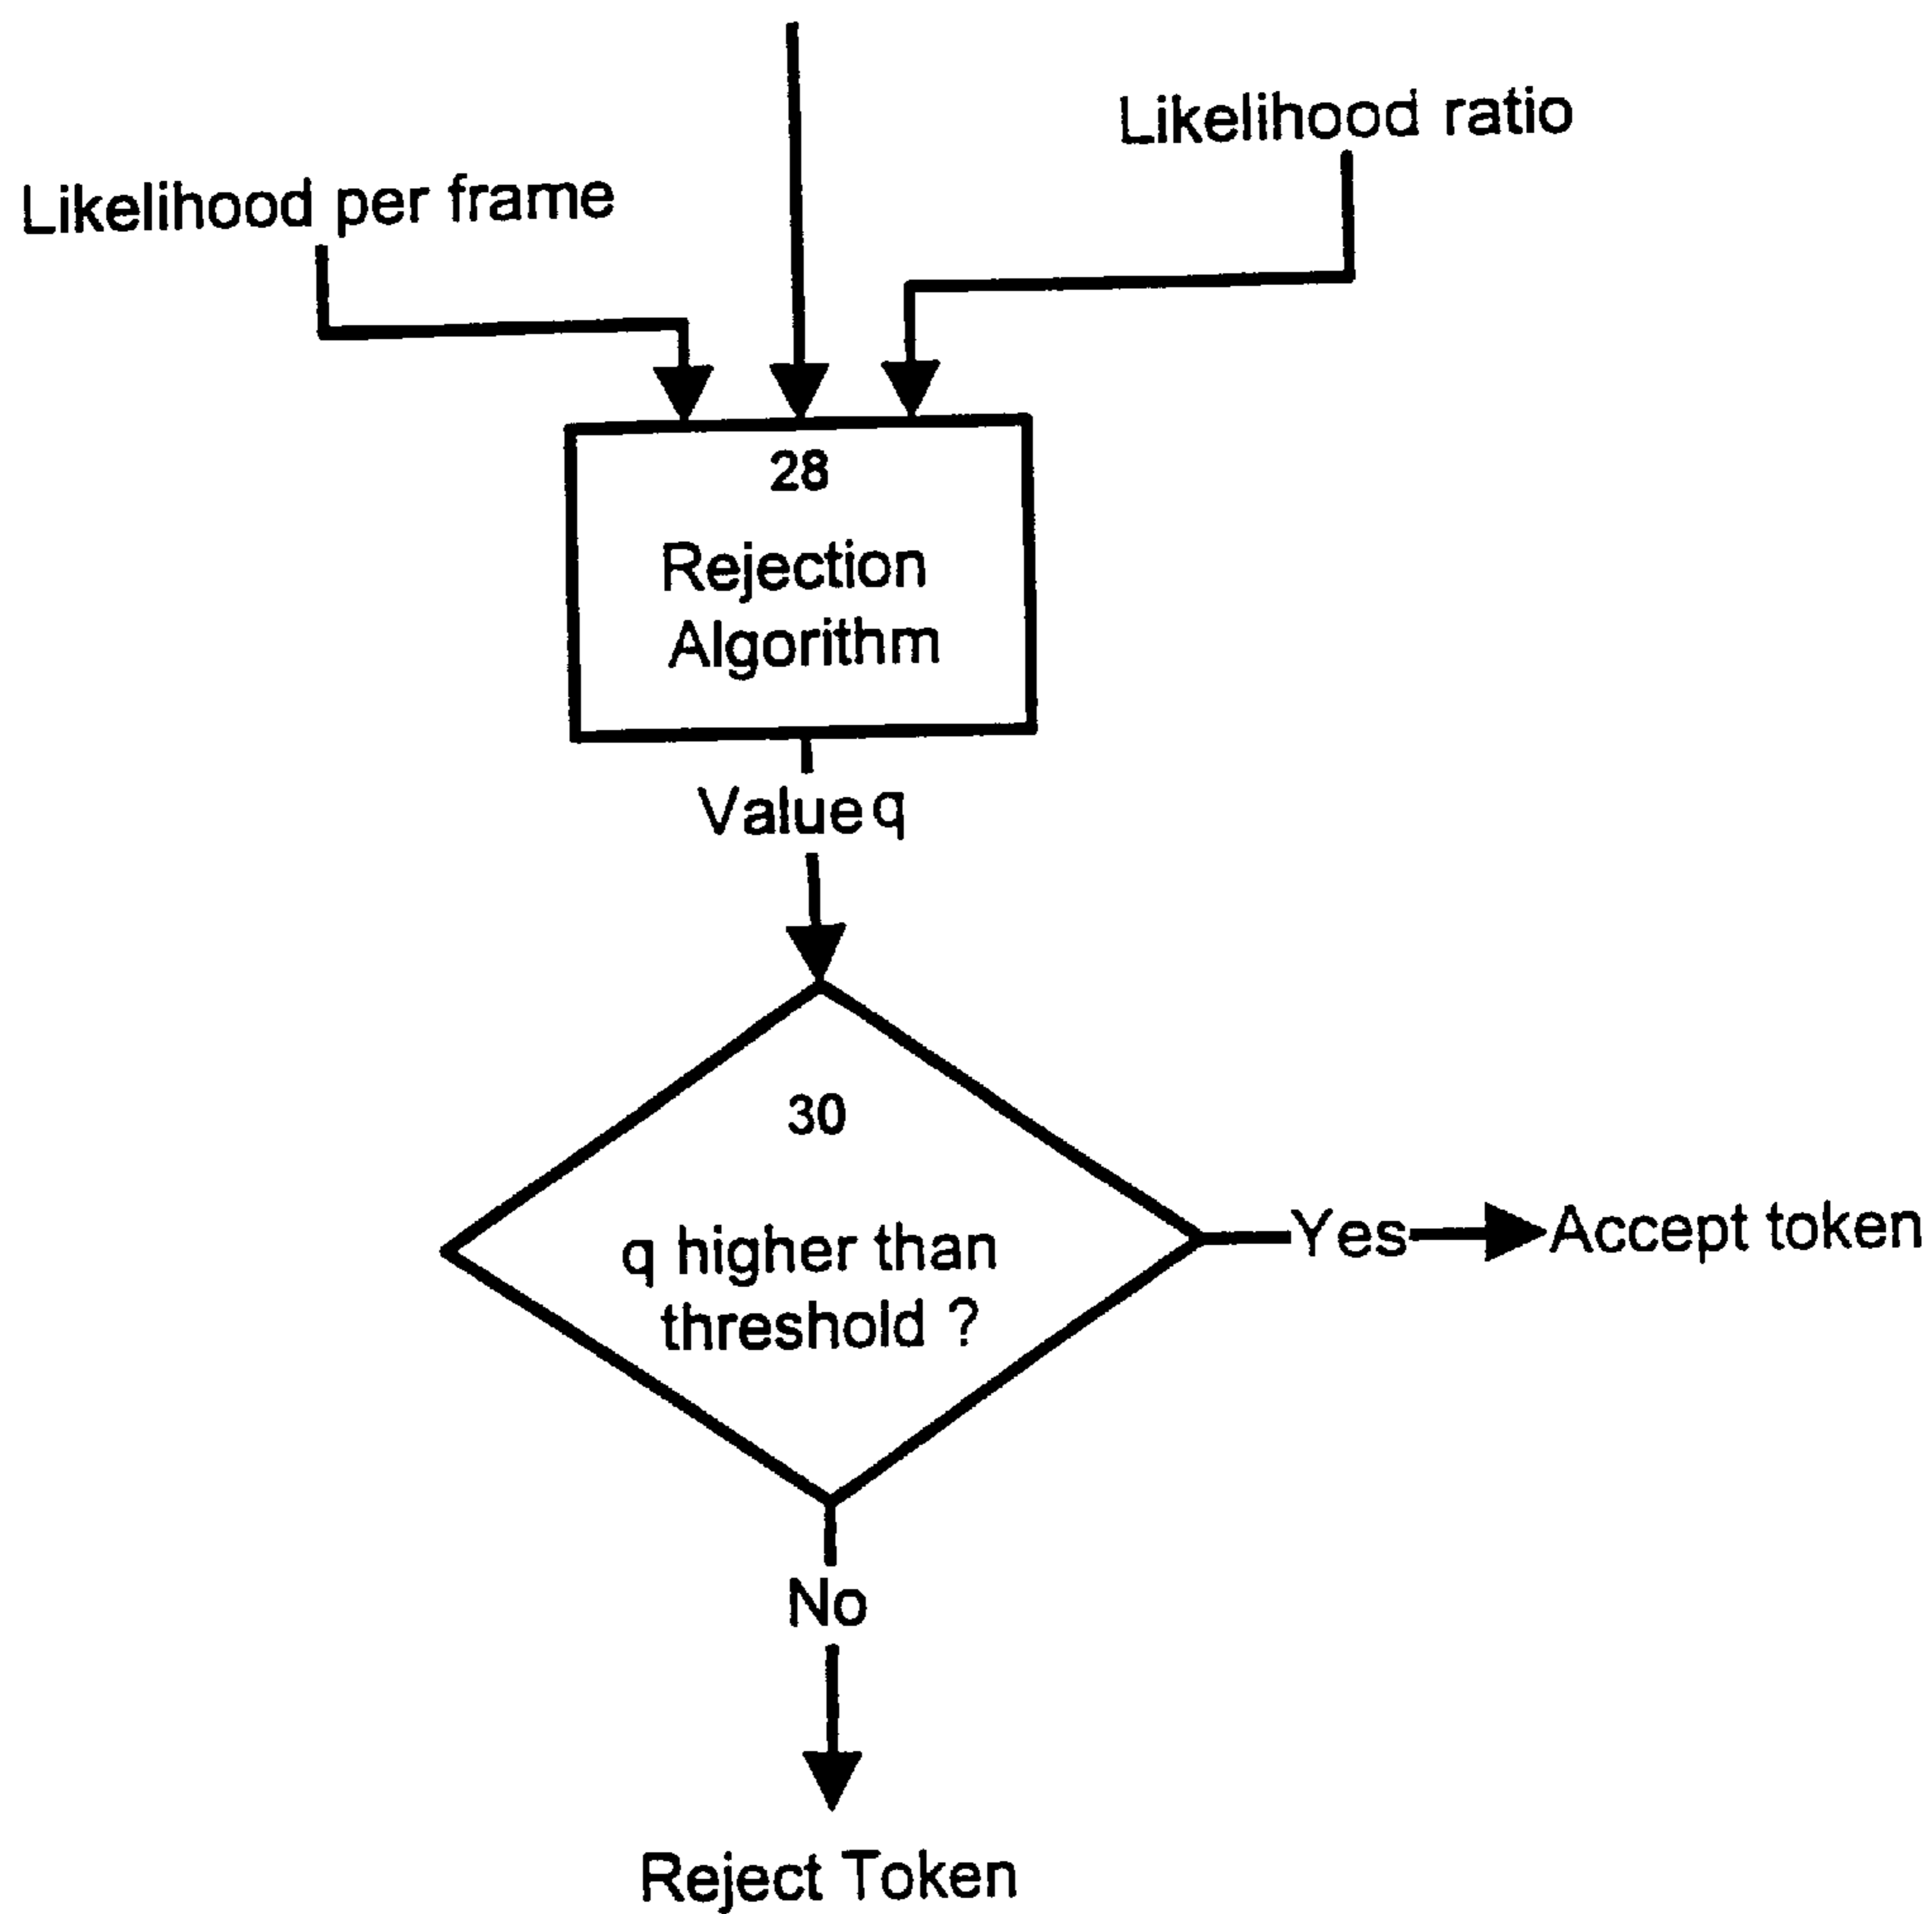 Likelihood ratio
Likelihood per frame
28
Rejection
Algorithm
Value q
30
q higher than
threshold ?
Yes
Accept token
No
Reject Token